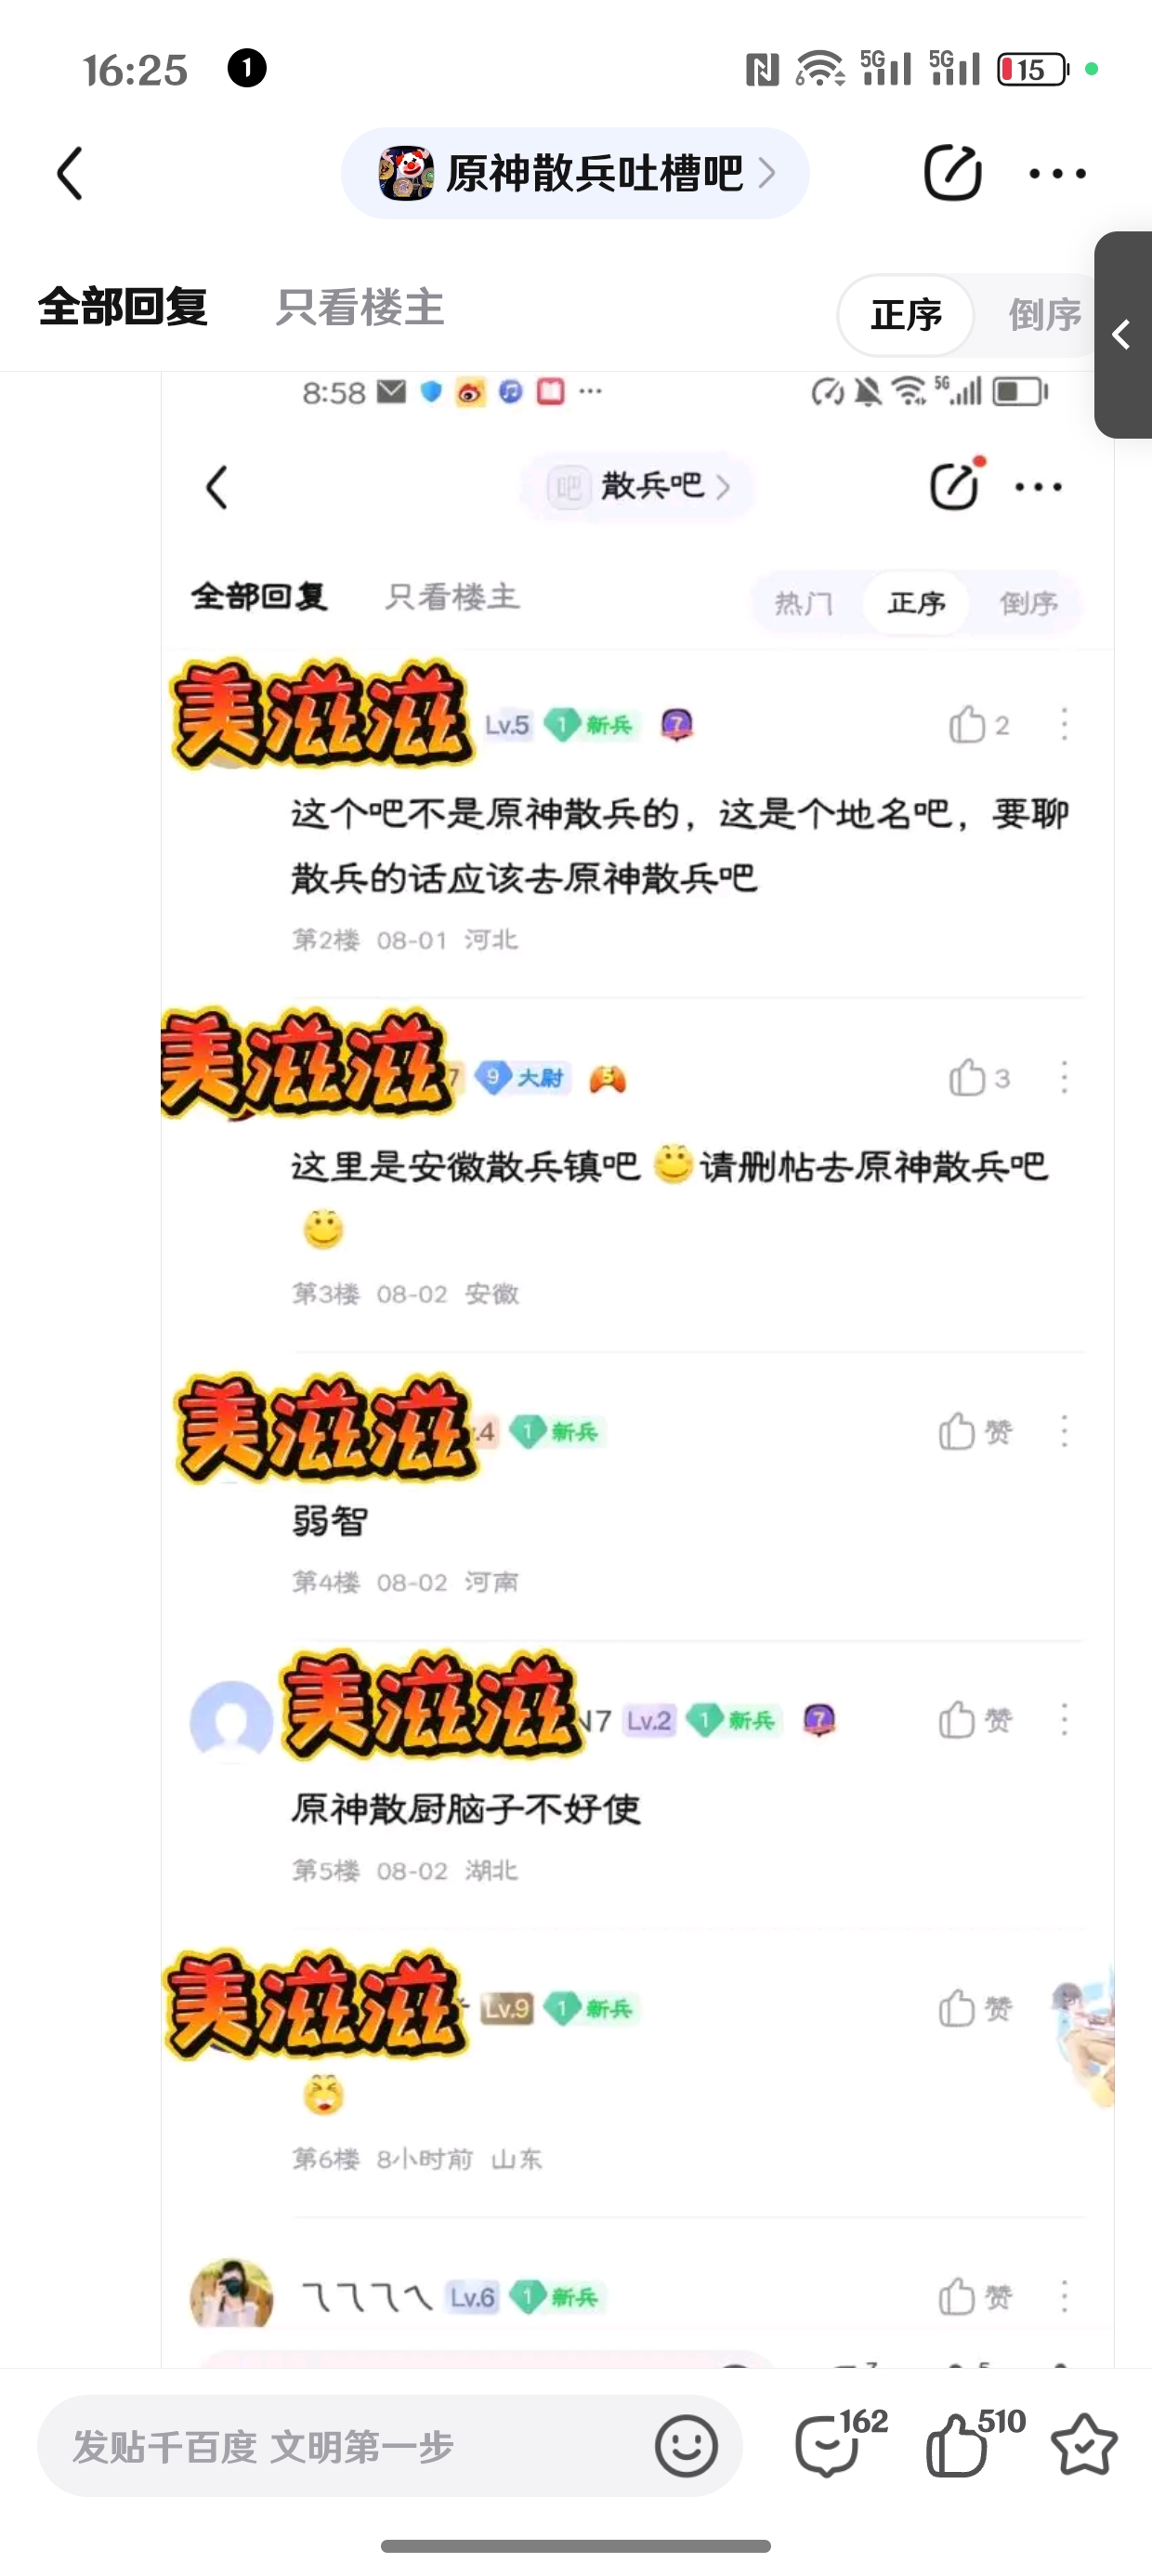 16:25 1 6 5G 5G 15
原神散兵吐槽吧
全部回复 只看楼主 正序 倒序
8:58 5G
吧 散兵吧
全部回复 只看楼主 热门 正序 倒序
美滋滋 Lv.5 1 新兵 7 2
这个吧不是原神散兵的，这是个地名吧，要聊
散兵的话应该去原神散兵吧
第2楼 08-01 河北
美滋滋 7 9 大尉 5 3
这里是安徽散兵镇吧 请删帖去原神散兵吧
第3楼 08-02 安徽
美滋滋 .4 1 新兵 赞
弱智
第4楼 08-02 河南
美滋滋 N7 Lv.2 1 新兵 7 赞
原神散厨脑子不好使
第5楼 08-02 湖北
美滋滋 Lv.9 1 新兵 赞
第6楼 8小时前 山东
Lv.6 1 新兵 赞
发贴千百度 文明第一步 162 510